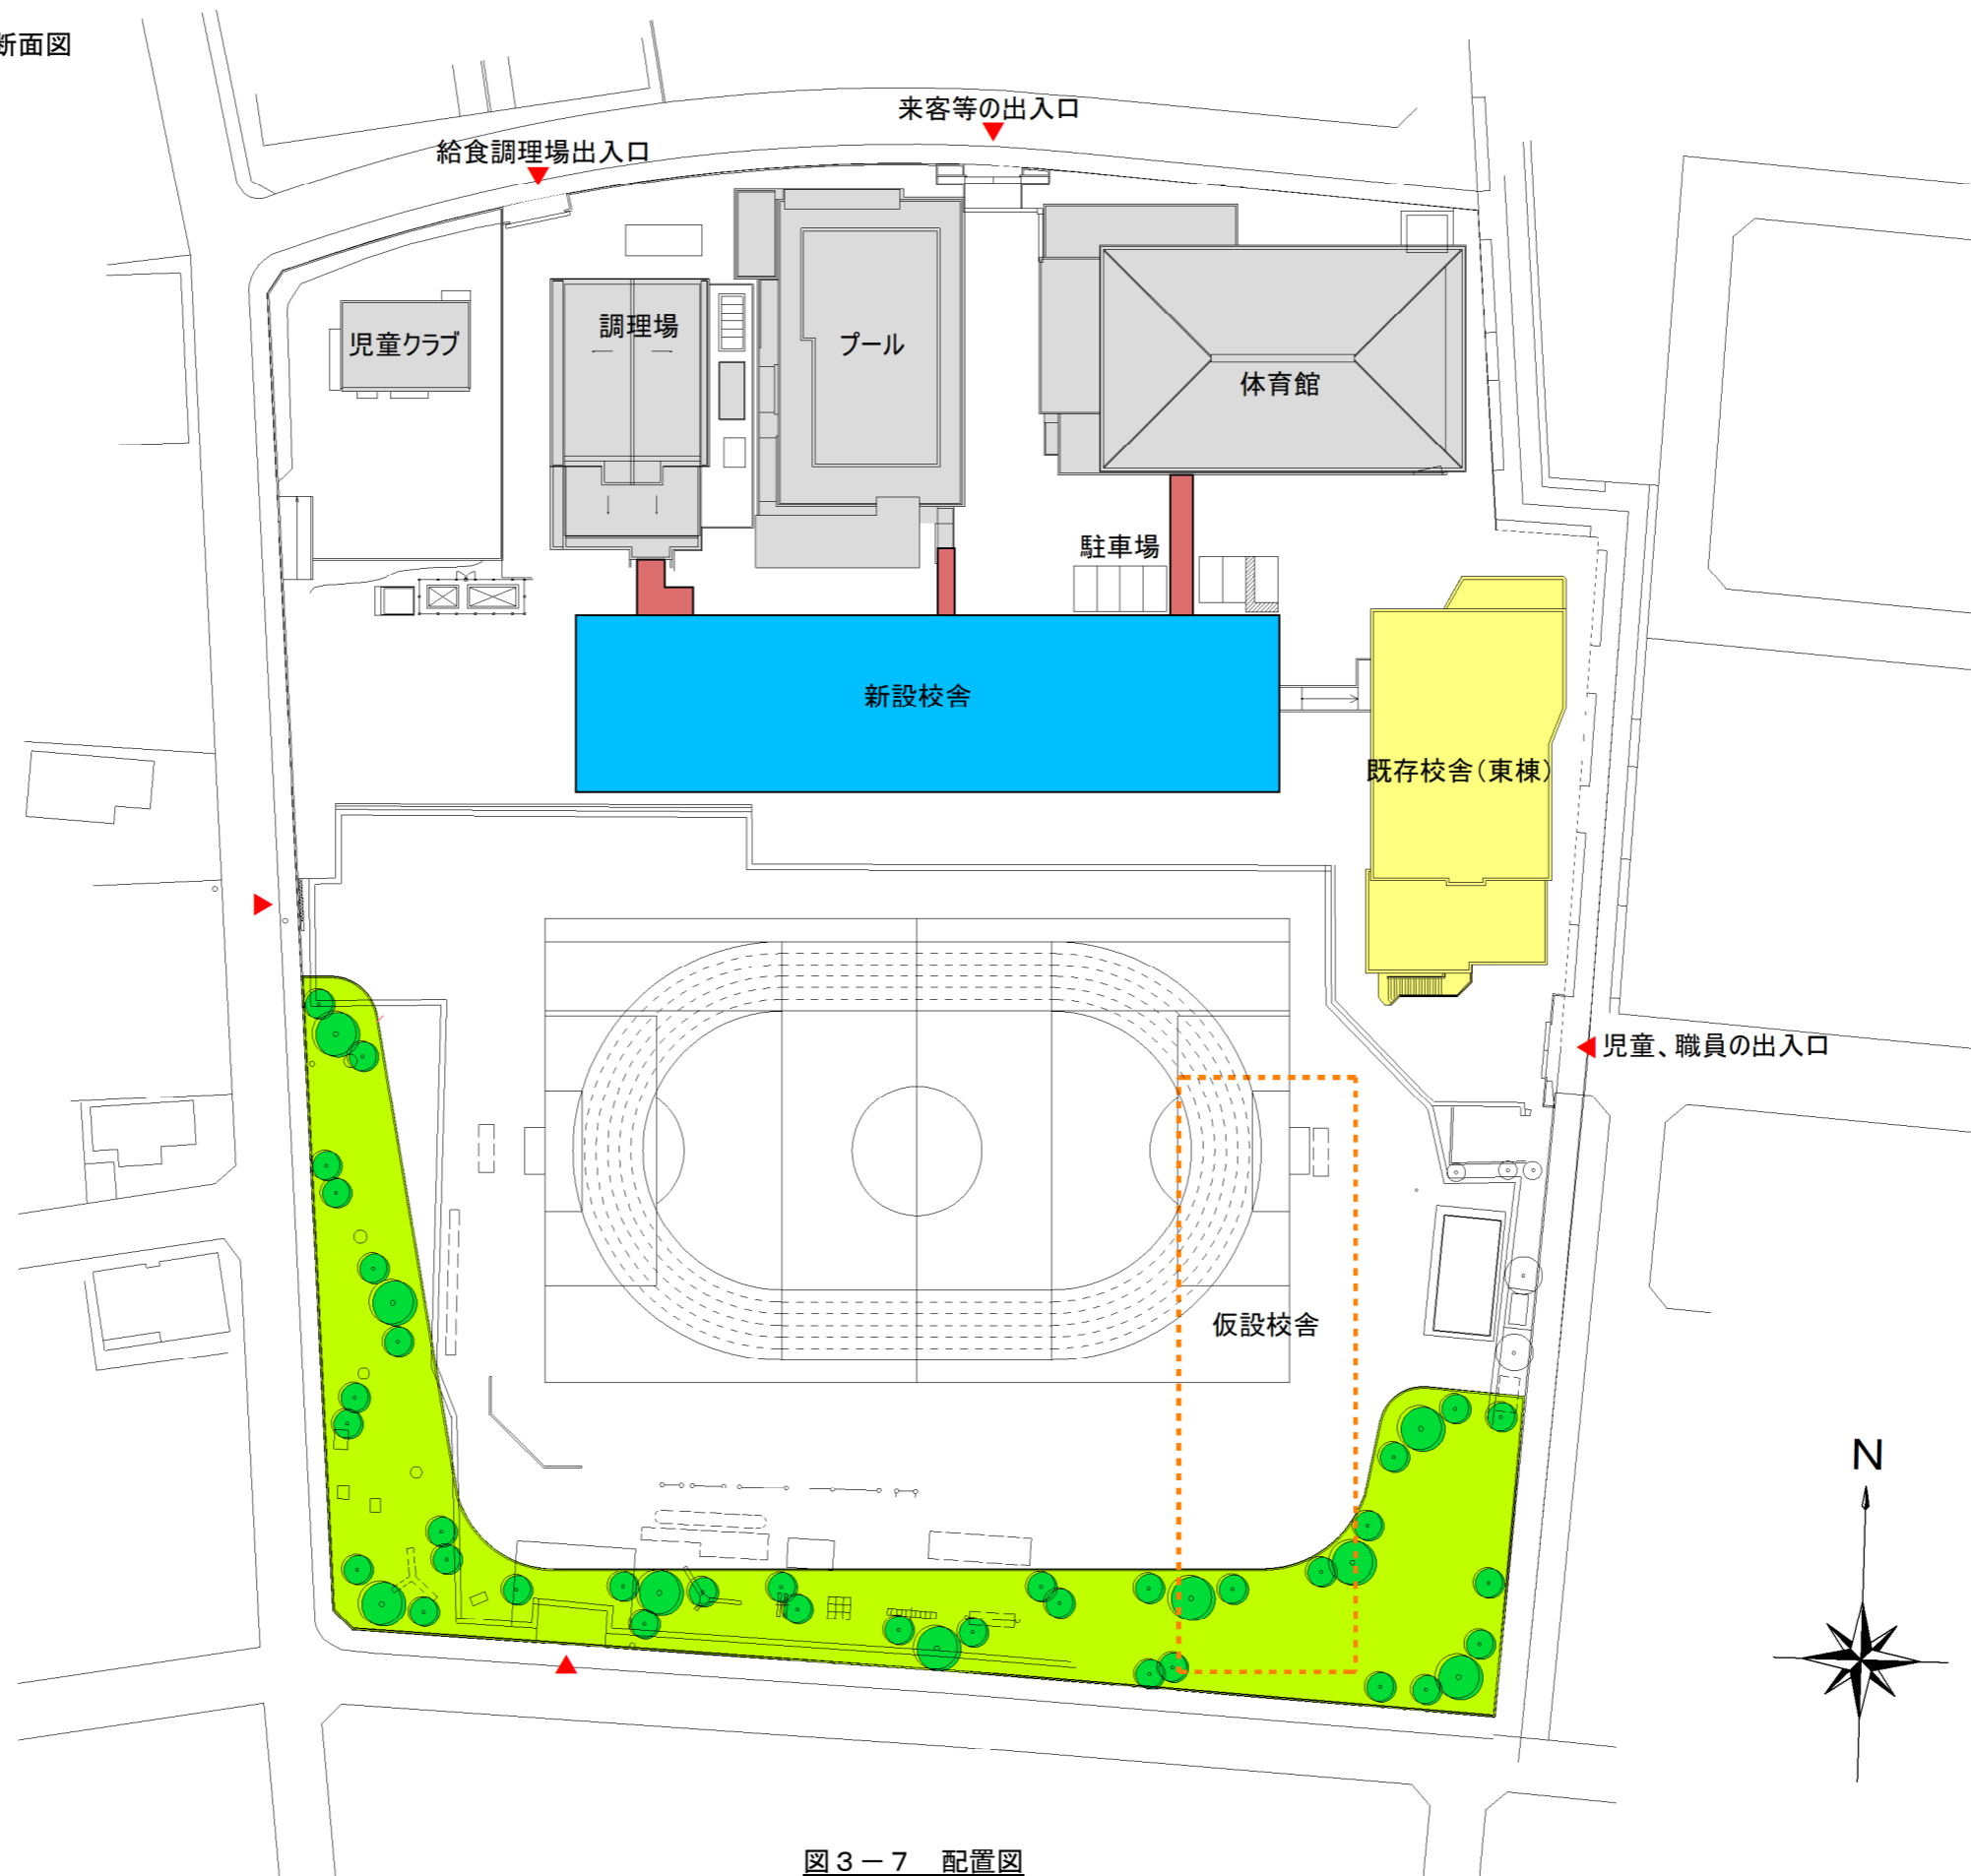 断面図
来客等の出入口
給食調理場出入口
児童クラブ
調理場
プール
体育館
駐車場
新設校舎
既存校舎(東棟)
児童、職員の出入口
仮設校舎
N
図3-7 配置図